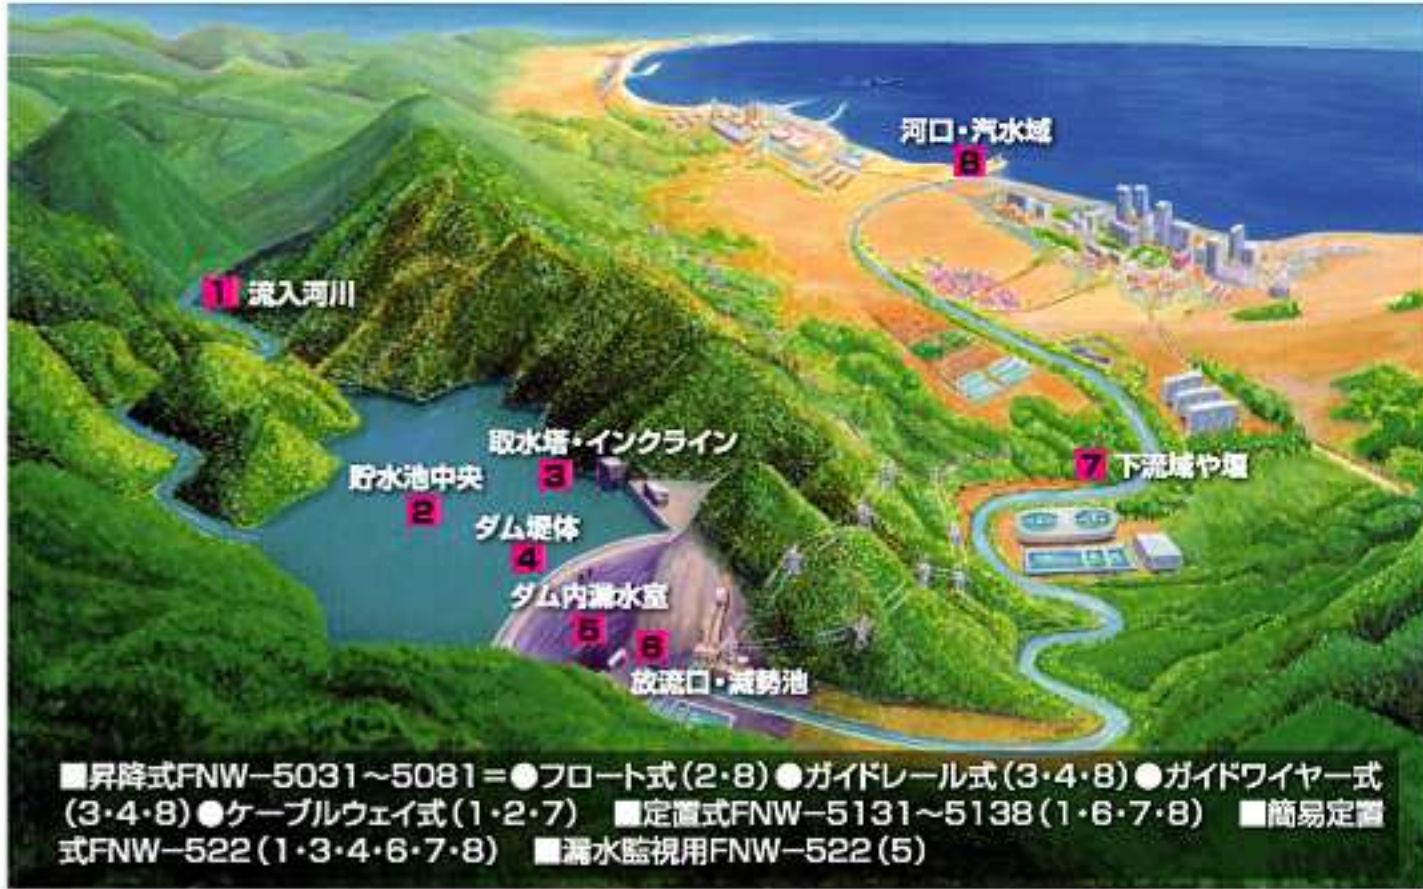 河口・汽水域
8
1 流入河川
取水塔・インクライン
3
7 下流域や堰
貯水池中央
2
ダム堤体
4
ダム内漏水室
5
6
放流口・減勢池
■昇降式FNW−5031〜5081=●フロート式(2・8)●ガイドレール式(3・4・8)●ガイドワイヤー式
(3・4・8)●ケーブルウェイ式(1・2・7) ■定置式FNW−5131〜5138(1・6・7・8) ■簡易定置
式FNW−522(1・3・4・6・7・8) ■漏水監視用FNW−522(5)